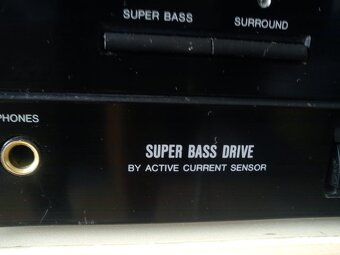 SUPER BASS
SURROUND
PHONES
SUPER BASS DRIVE
BY ACTIVE CURRENT SENSOR